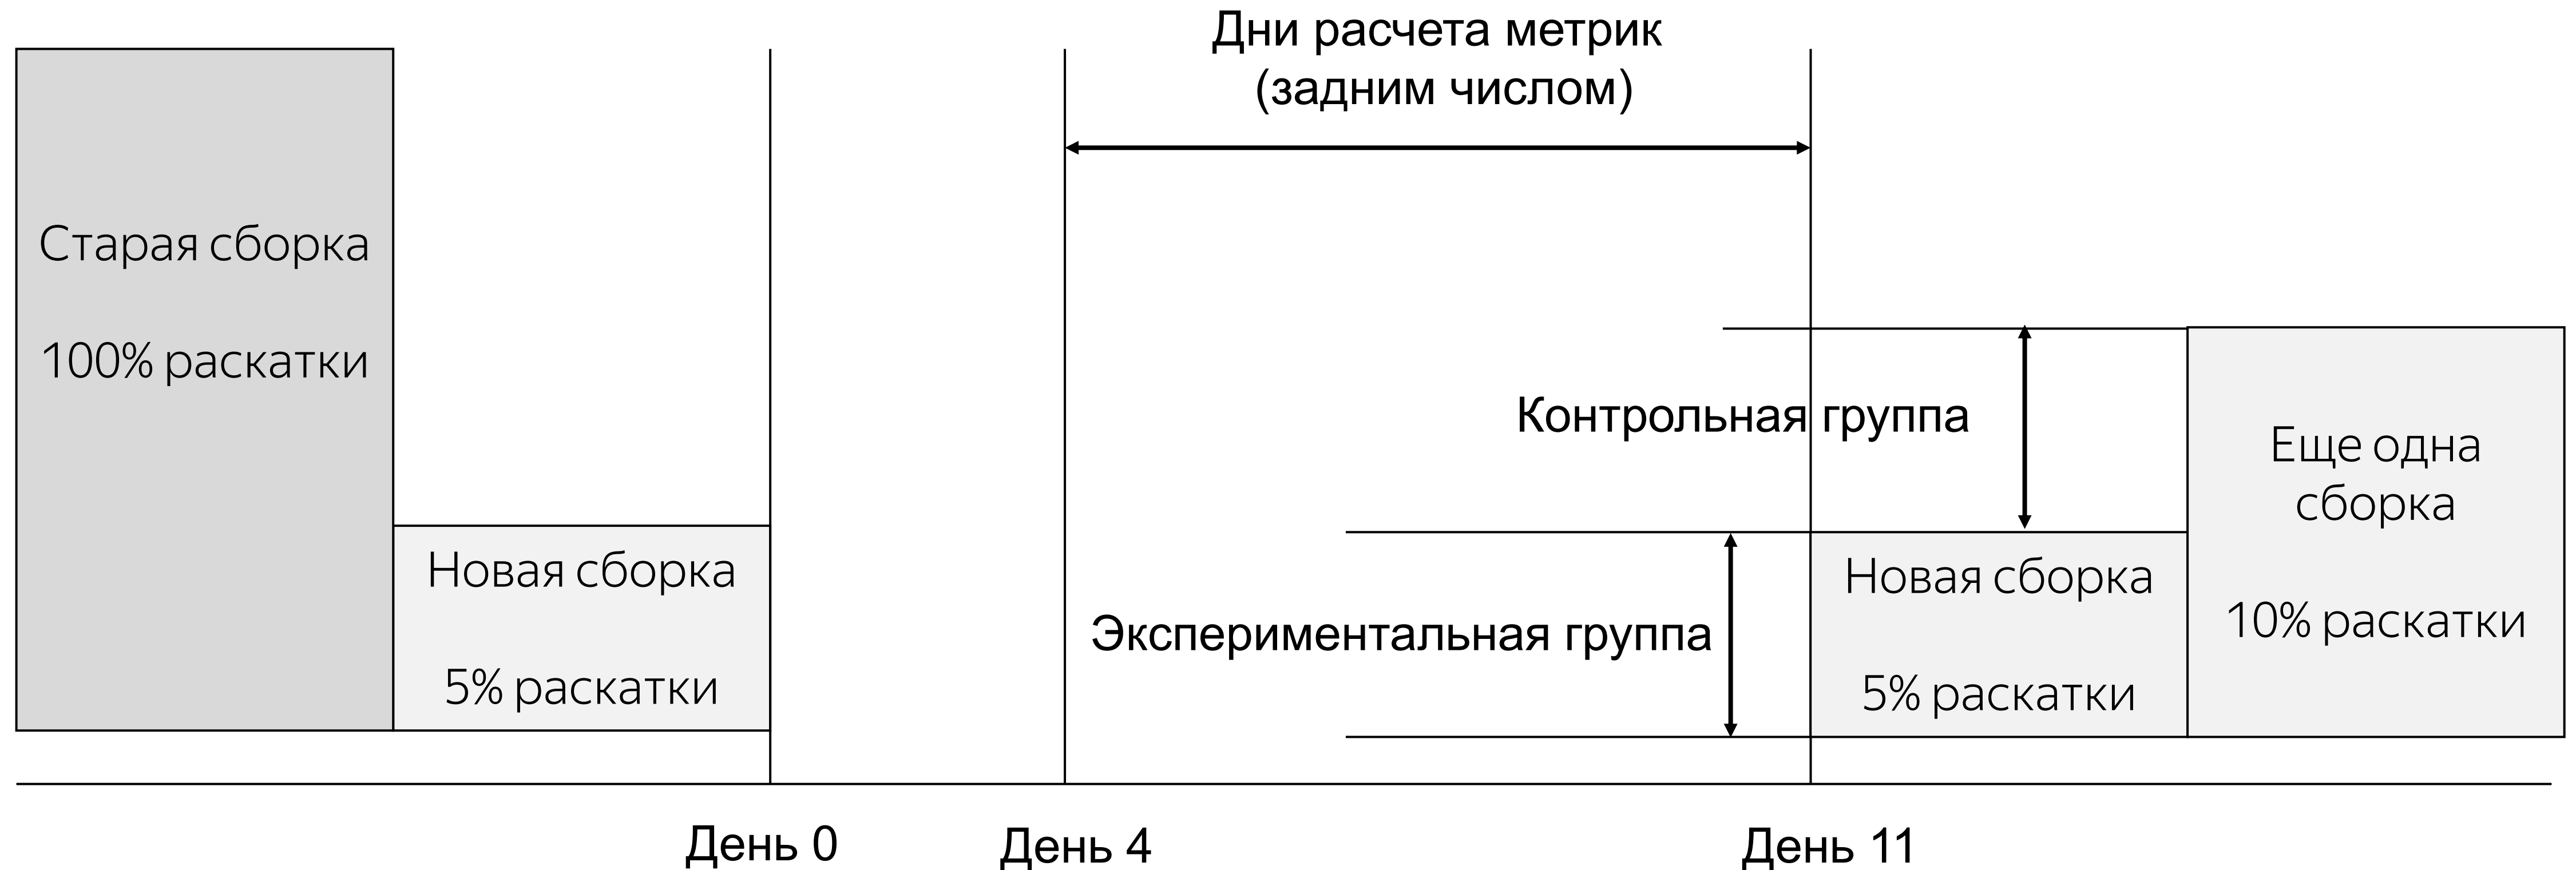 Дни расчета метрик
(задним числом)
Старая сборка
100% раскатки
Новая сборка
5% раскатки
Контрольная группа
Экспериментальная группа
Новая сборка
5% раскатки
Еще одна
сборка
10% раскатки
День 0
День 4
День 11